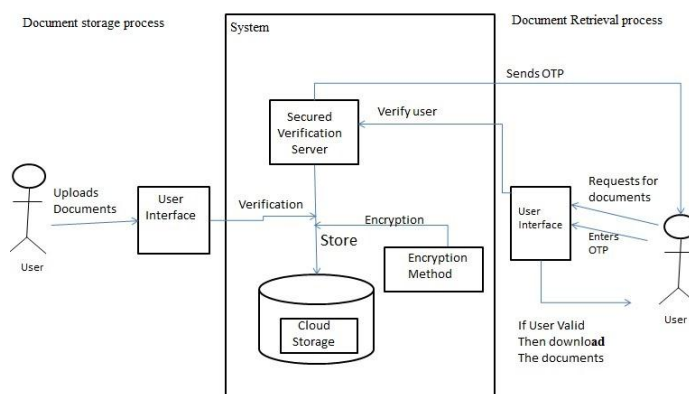 Document storage process
System
Document Retrieval process
Sends OTP
Secured
Verification
Server
Verify user
Uploads
Documents
User
Interface
Verification
Encryption
Store
Encryption
Method
Cloud
Storage
User
Requests for
documents
User
Interface
Enters
OTP
User
If User Valid
Then download
The documents